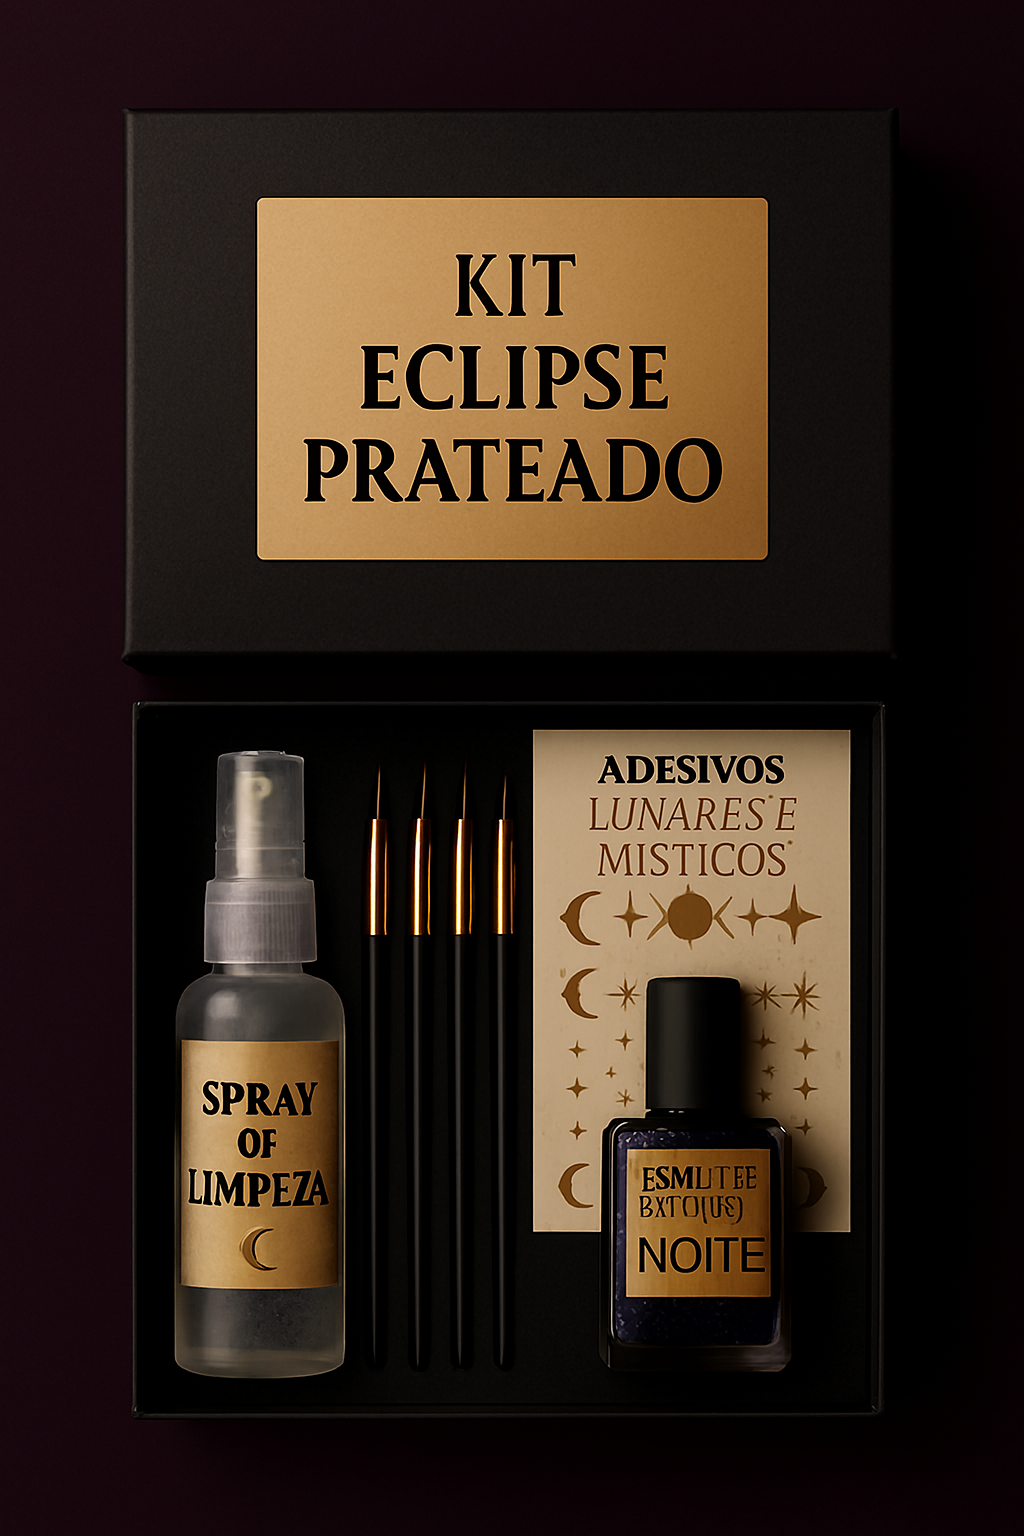 KIT
ECLIPSE
PRATEADO
ADESIVOS
LUNARES E
MISTICOS
SPRAY
OF
LIMPEZA
NOITE